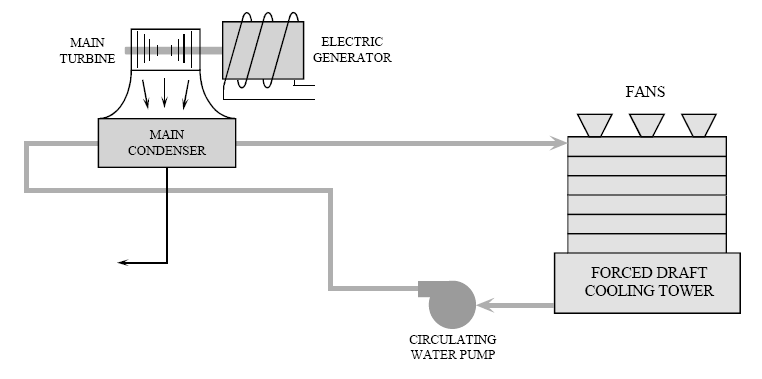 MAIN
TURBINE
ELECTRIC
GENERATOR
FANS
MAIN
CONDENSER
FORCED DRAFT
COOLING TOWER
CIRCULATING
WATER PUMP